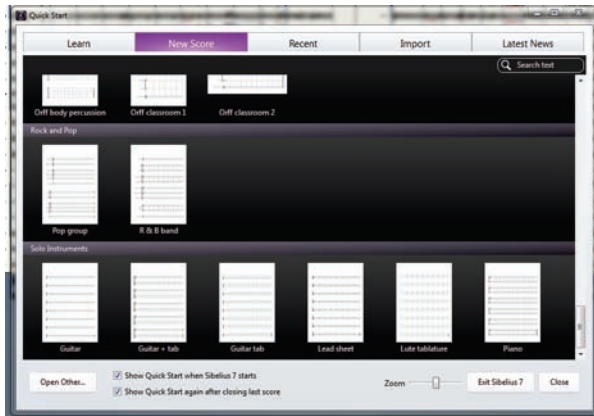 Quick Start
Learn New Score Recent Import Latest News
Search text
Orff body percussion Orff classroom 1 Orff classroom 2
Rock and Pop
Pop group R & B band
Solo Instruments
Guitar Guitar + tab Guitar tab Lead sheet Lute tablature Piano
Open Other... Show Quick Start when Sibelius 7 starts Zoom Exit Sibelius 7 Close
Show Quick Start again after closing last score